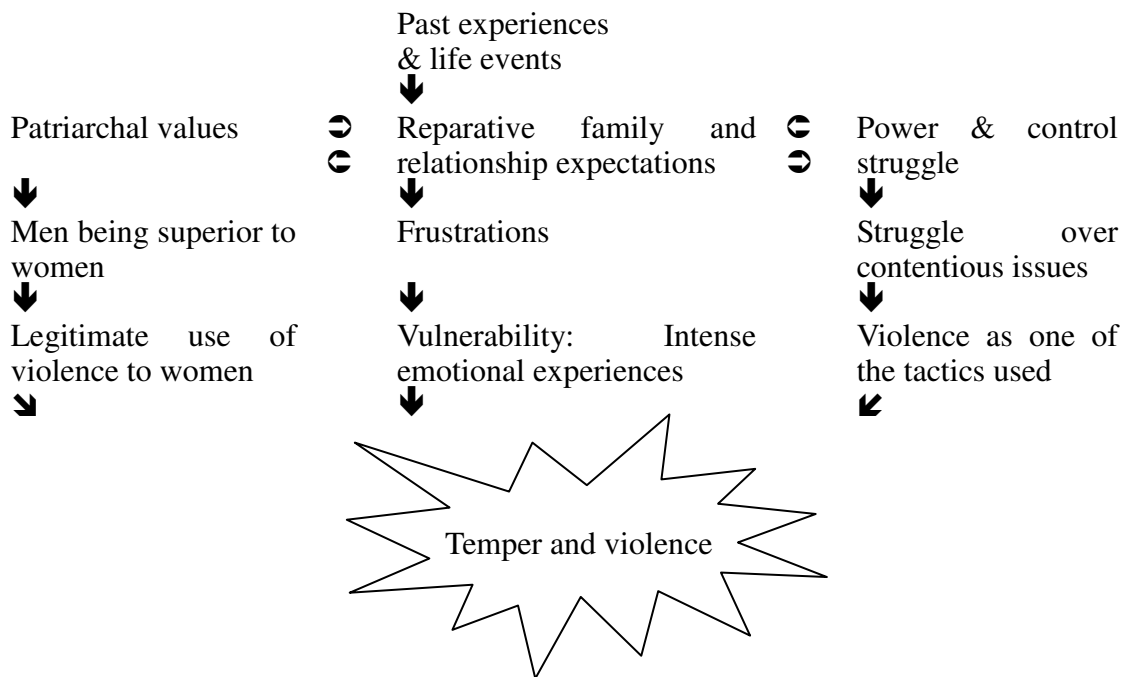 Past experiences
& life events
Patriarchal values
Reparative family and
relationship expectations
Power & control
struggle
Men being superior to
women
Frustrations
Struggle over
contentious issues
Legitimate use of
violence to women
Vulnerability: Intense
emotional experiences
Violence as one of
the tactics used
Temper and violence